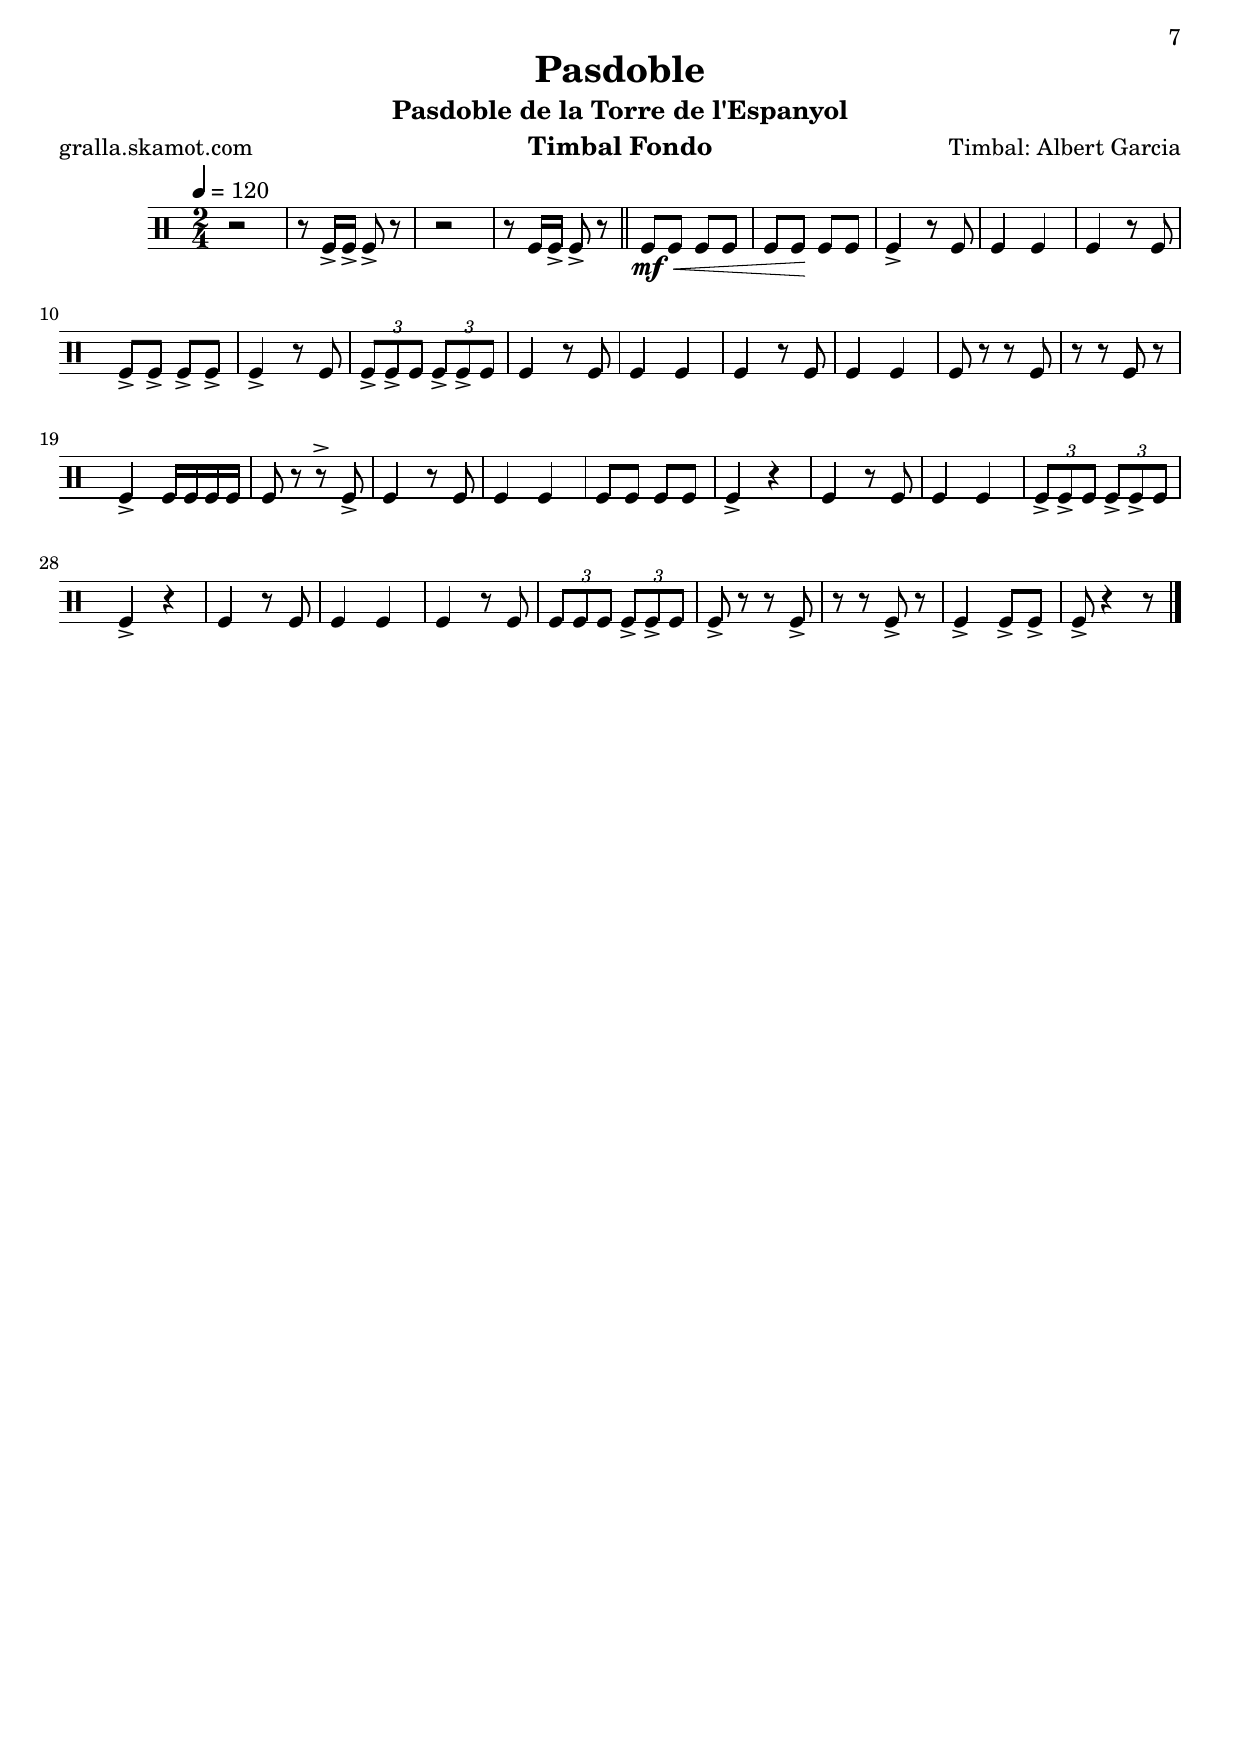 7
Pasdoble
Pasdoble de la Torre de l'Espanyol
gralla.skamot.com Timbal Fondo Timbal: Albert Garcia
= 120
2
4
mf
10
3 3
19
3 3
28
3 3